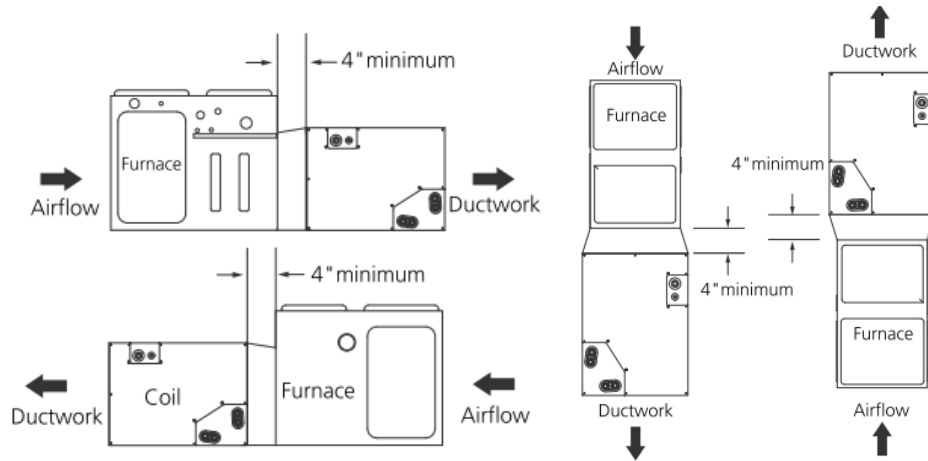 4" minimum
Furnace
Airflow
Ductwork
4" minimum
Coil
Furnace
Ductwork
Airflow
Airflow
Furnace
4" minimum
Ductwork
Ductwork
4" minimum
Furnace
Airflow